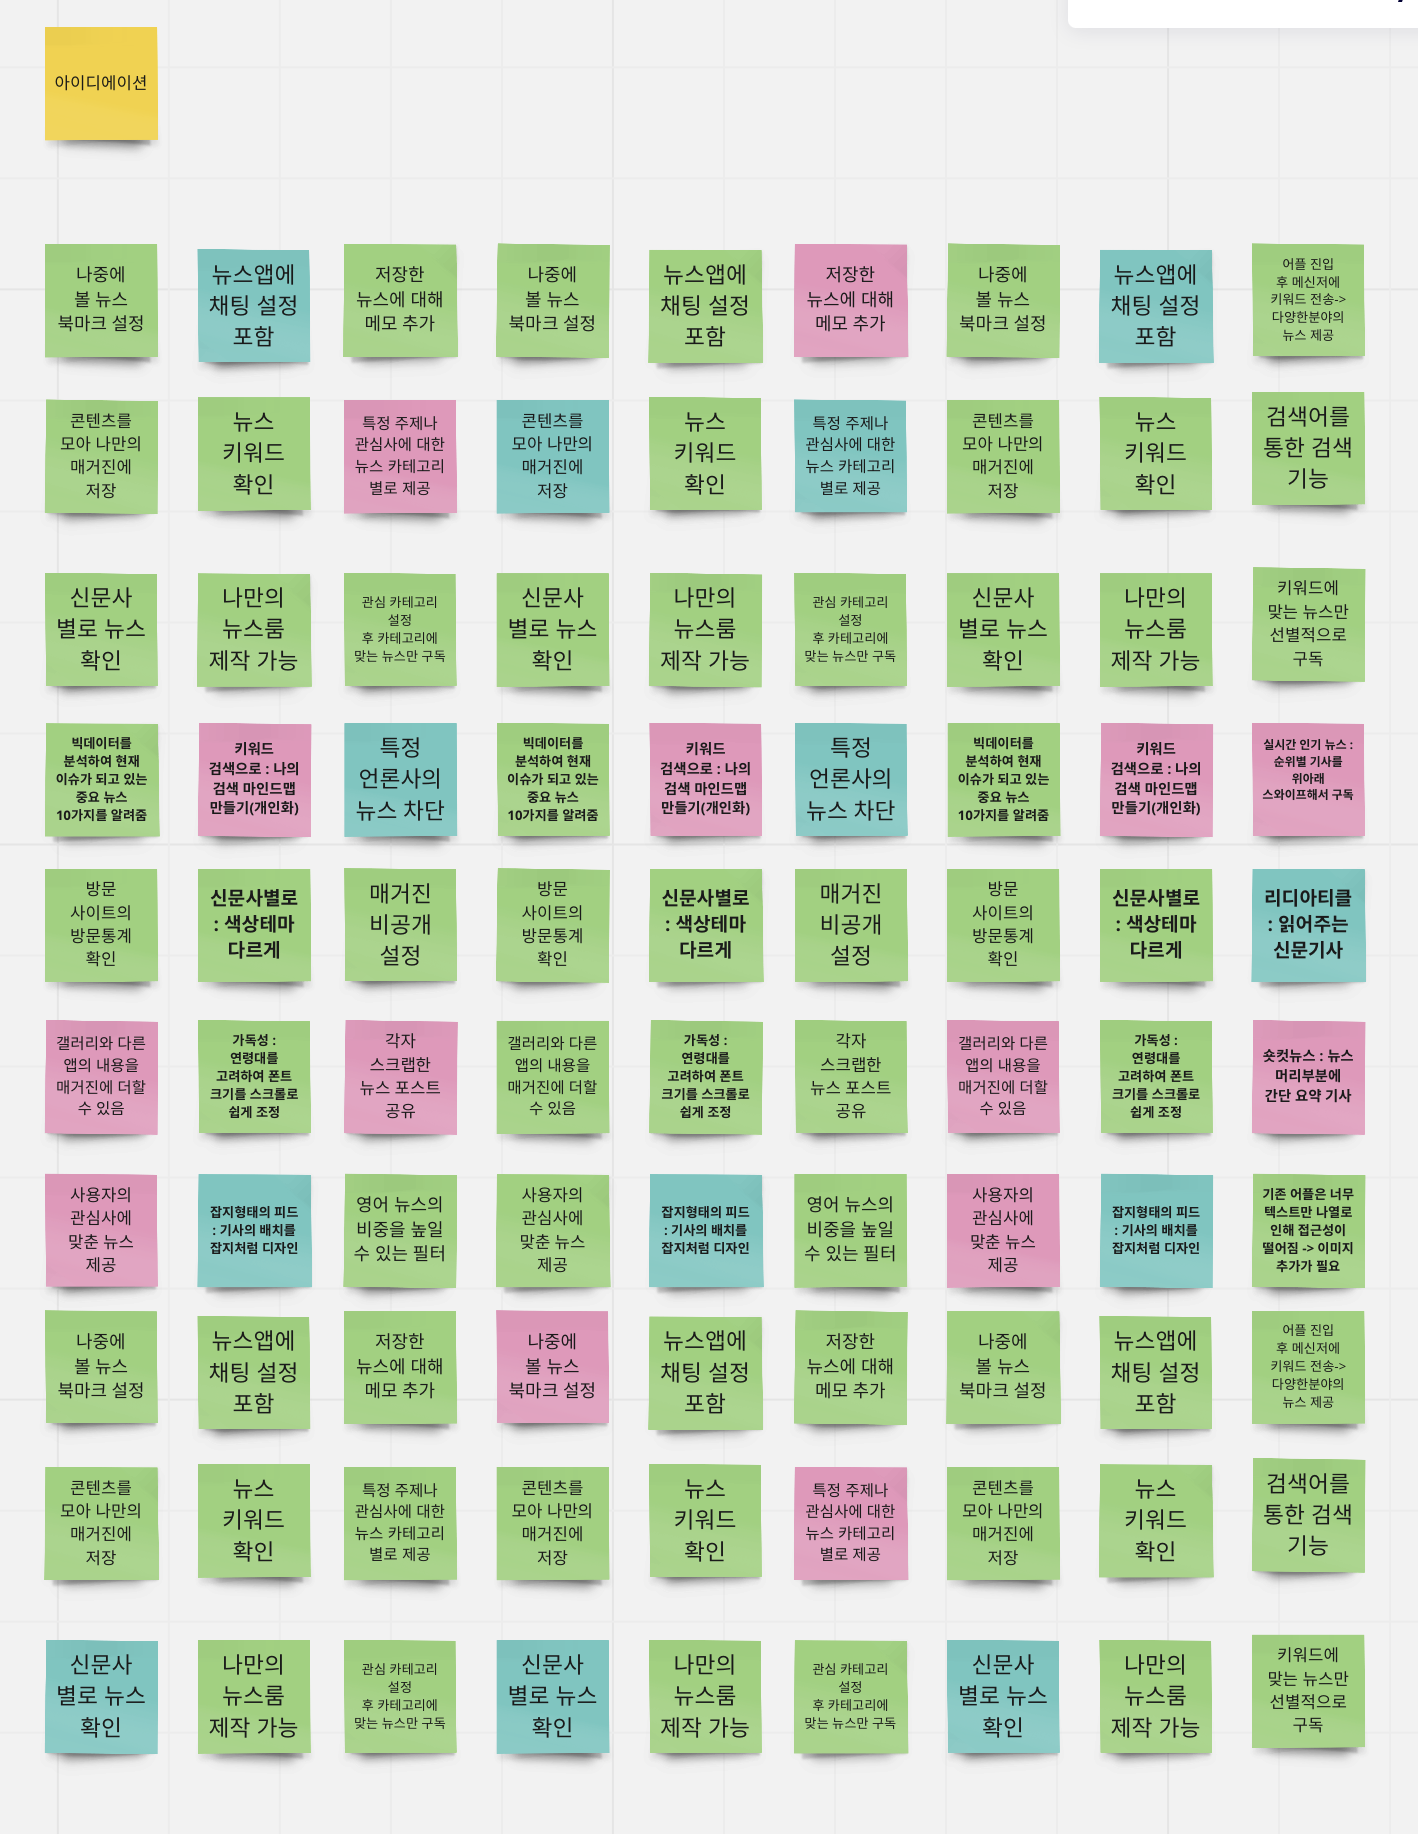 아이디에이션
나중에
볼 뉴스
북마크 설정
뉴스앱에
채팅 설정
포함
저장한
뉴스에 대해
메모 추가
나중에
볼 뉴스
북마크 설정
뉴스앱에
채팅 설정
포함
저장한
뉴스에 대해
메모 추가
나중에
볼 뉴스
북마크 설정
뉴스앱에
채팅 설정
포함
어플 진입
후 메신저에
키워드 전송->
다양한분야의
뉴스 제공
콘텐츠를
모아 나만의
매거진에
저장
뉴스
키워드
확인
특정 주제나
관심사에 대한
뉴스 카테고리
별로 제공
콘텐츠를
모아 나만의
매거진에
저장
뉴스
키워드
확인
특정 주제나
관심사에 대한
뉴스 카테고리
별로 제공
콘텐츠를
모아 나만의
매거진에
저장
뉴스
키워드
확인
검색어를
통한 검색
기능
신문사
별로 뉴스
확인
나만의
뉴스룸
제작 가능
관심 카테고리
설정
후 카테고리에
맞는 뉴스만 구독
신문사
별로 뉴스
확인
나만의
뉴스룸
제작 가능
관심 카테고리
설정
후 카테고리에
맞는 뉴스만 구독
신문사
별로 뉴스
확인
나만의
뉴스룸
제작 가능
키워드에
맞는 뉴스만
선별적으로
구독
빅데이터를
분석하여 현재
이슈가 되고 있는
중요 뉴스
10가지를 알려줌
키워드
검색으로 : 나의
검색 마인드맵
만들기(개인화)
특정
언론사의
뉴스 차단
빅데이터를
분석하여 현재
이슈가 되고 있는
중요 뉴스
10가지를 알려줌
키워드
검색으로 : 나의
검색 마인드맵
만들기(개인화)
특정
언론사의
뉴스 차단
빅데이터를
분석하여 현재
이슈가 되고 있는
중요 뉴스
10가지를 알려줌
키워드
검색으로 : 나의
검색 마인드맵
만들기(개인화)
실시간 인기 뉴스 :
순위별 기사를
위아래
스와이프해서 구독
방문
사이트의
방문통계
확인
신문사별로
: 색상테마
다르게
매거진
비공개
설정
방문
사이트의
방문통계
확인
신문사별로
: 색상테마
다르게
매거진
비공개
설정
방문
사이트의
방문통계
확인
신문사별로
: 색상테마
다르게
리디아티클
: 읽어주는
신문기사
갤러리와 다른
앱의 내용을
매거진에 더할
수 있음
가독성 :
연령대를
고려하여 폰트
크기를 스크롤로
쉽게 조정
각자
스크랩한
뉴스 포스트
공유
갤러리와 다른
앱의 내용을
매거진에 더할
수 있음
가독성 :
연령대를
고려하여 폰트
크기를 스크롤로
쉽게 조정
각자
스크랩한
뉴스 포스트
공유
갤러리와 다른
앱의 내용을
매거진에 더할
수 있음
가독성 :
연령대를
고려하여 폰트
크기를 스크롤로
쉽게 조정
숏컷뉴스 : 뉴스
머리부분에
간단 요약 기사
사용자의
관심사에
맞춘 뉴스
제공
잡지형태의 피드
: 기사의 배치를
잡지처럼 디자인
영어 뉴스의
비중을 높일
수 있는 필터
사용자의
관심사에
맞춘 뉴스
제공
잡지형태의 피드
: 기사의 배치를
잡지처럼 디자인
영어 뉴스의
비중을 높일
수 있는 필터
사용자의
관심사에
맞춘 뉴스
제공
잡지형태의 피드
: 기사의 배치를
잡지처럼 디자인
기존 어플은 너무
텍스트만 나열로
인해 접근성이
떨어짐 -> 이미지
추가가 필요
나중에
볼 뉴스
북마크 설정
뉴스앱에
채팅 설정
포함
저장한
뉴스에 대해
메모 추가
나중에
볼 뉴스
북마크 설정
뉴스앱에
채팅 설정
포함
저장한
뉴스에 대해
메모 추가
나중에
볼 뉴스
북마크 설정
뉴스앱에
채팅 설정
포함
어플 진입
후 메신저에
키워드 전송->
다양한분야의
뉴스 제공
콘텐츠를
모아 나만의
매거진에
저장
뉴스
키워드
확인
특정 주제나
관심사에 대한
뉴스 카테고리
별로 제공
콘텐츠를
모아 나만의
매거진에
저장
뉴스
키워드
확인
특정 주제나
관심사에 대한
뉴스 카테고리
별로 제공
콘텐츠를
모아 나만의
매거진에
저장
뉴스
키워드
확인
검색어를
통한 검색
기능
신문사
별로 뉴스
확인
나만의
뉴스룸
제작 가능
관심 카테고리
설정
후 카테고리에
맞는 뉴스만 구독
신문사
별로 뉴스
확인
나만의
뉴스룸
제작 가능
관심 카테고리
설정
후 카테고리에
맞는 뉴스만 구독
신문사
별로 뉴스
확인
나만의
뉴스룸
제작 가능
키워드에
맞는 뉴스만
선별적으로
구독